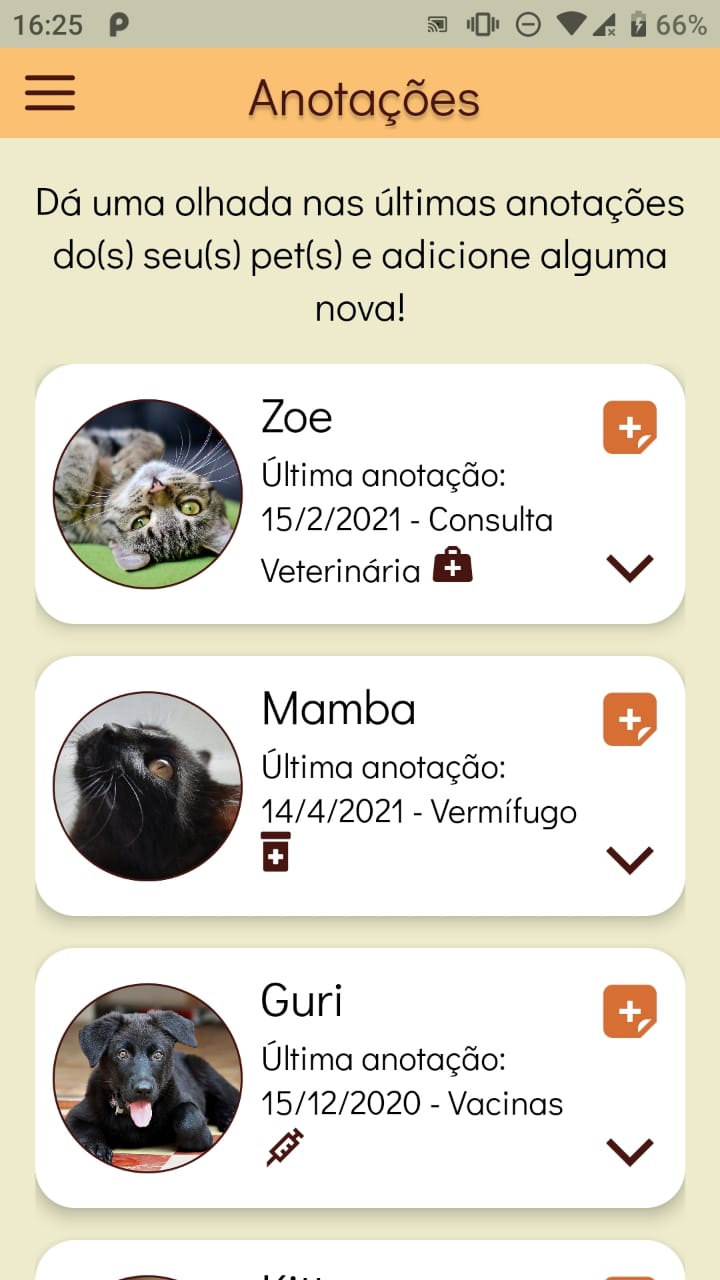 16:25
66%
Anotações
Dá uma olhada nas últimas anotações
do(s) seu(s) pet(s) e adicione alguma
nova!
Zoe
Última anotação:
15/2/2021 - Consulta
Veterinária
Mamba
Última anotação:
14/4/2021 - Vermífugo
Guri
Última anotação:
15/12/2020 - Vacinas